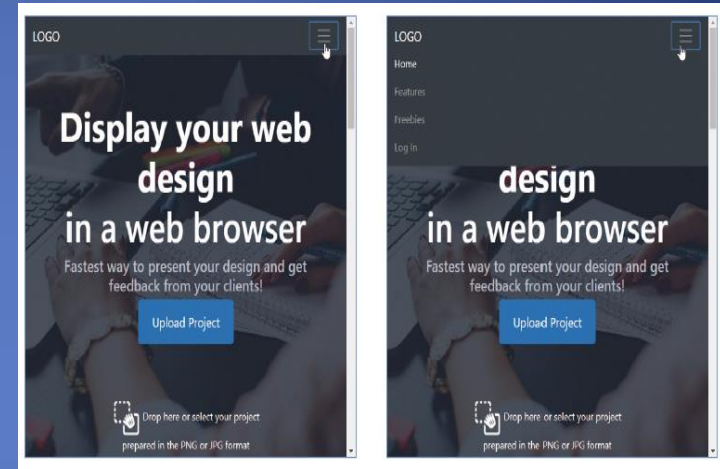 LOGO
Display your web
design
in a web browser
Fastest way to present your design and get
feedback from your clients!
Upload Project
Drop here or select your project
prepared in the PNG or JPG format
LOGO
Home
Features
Freebies
Log In
design
in a web browser
Fastest way to present your design and get
feedback from your clients!
Upload Project
Drop here or select your project
prepared in the PNG or JPG format